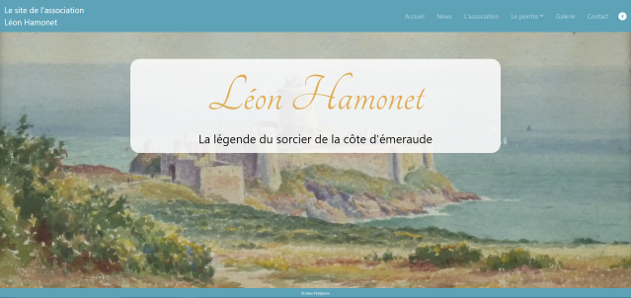 Le site de l'association
Léon Hamonet
Accueil News L'association Le peintre Galerie Contact
Léon Hamonet
La légende du sorcier de la côte d'émeraude